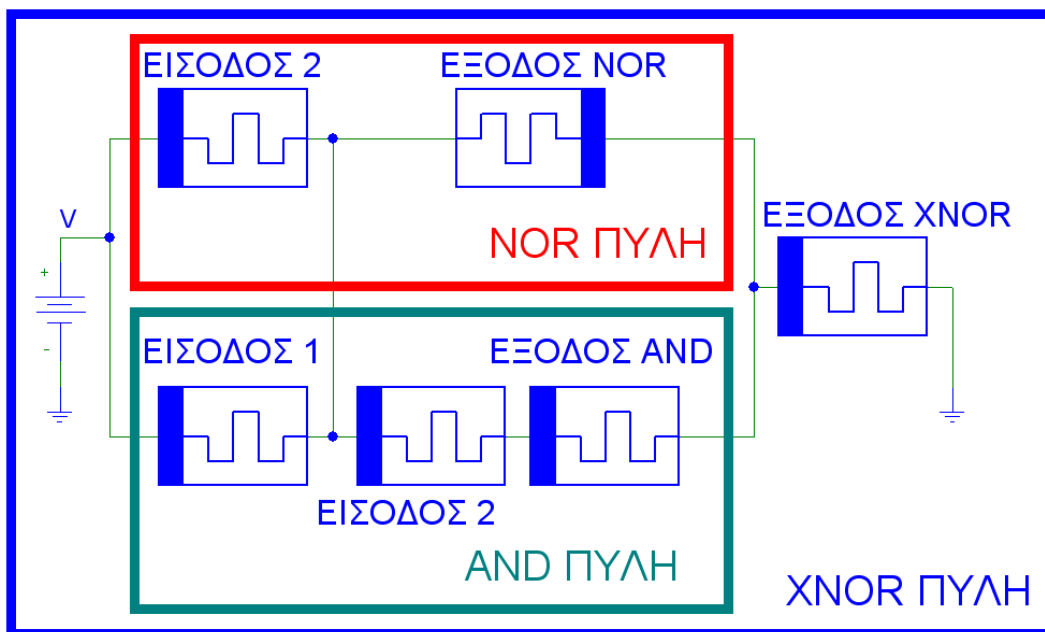 ΕΙΣΟΔΟΣ 2
ΕΞΟΔΟΣ NOR
V
+
-
NOR ΠΥΛΗ
ΕΞΟΔΟΣ XNOR
ΕΙΣΟΔΟΣ 1
ΕΞΟΔΟΣ AND
ΕΙΣΟΔΟΣ 2
AND ΠΥΛΗ
XNOR ΠΥΛΗ